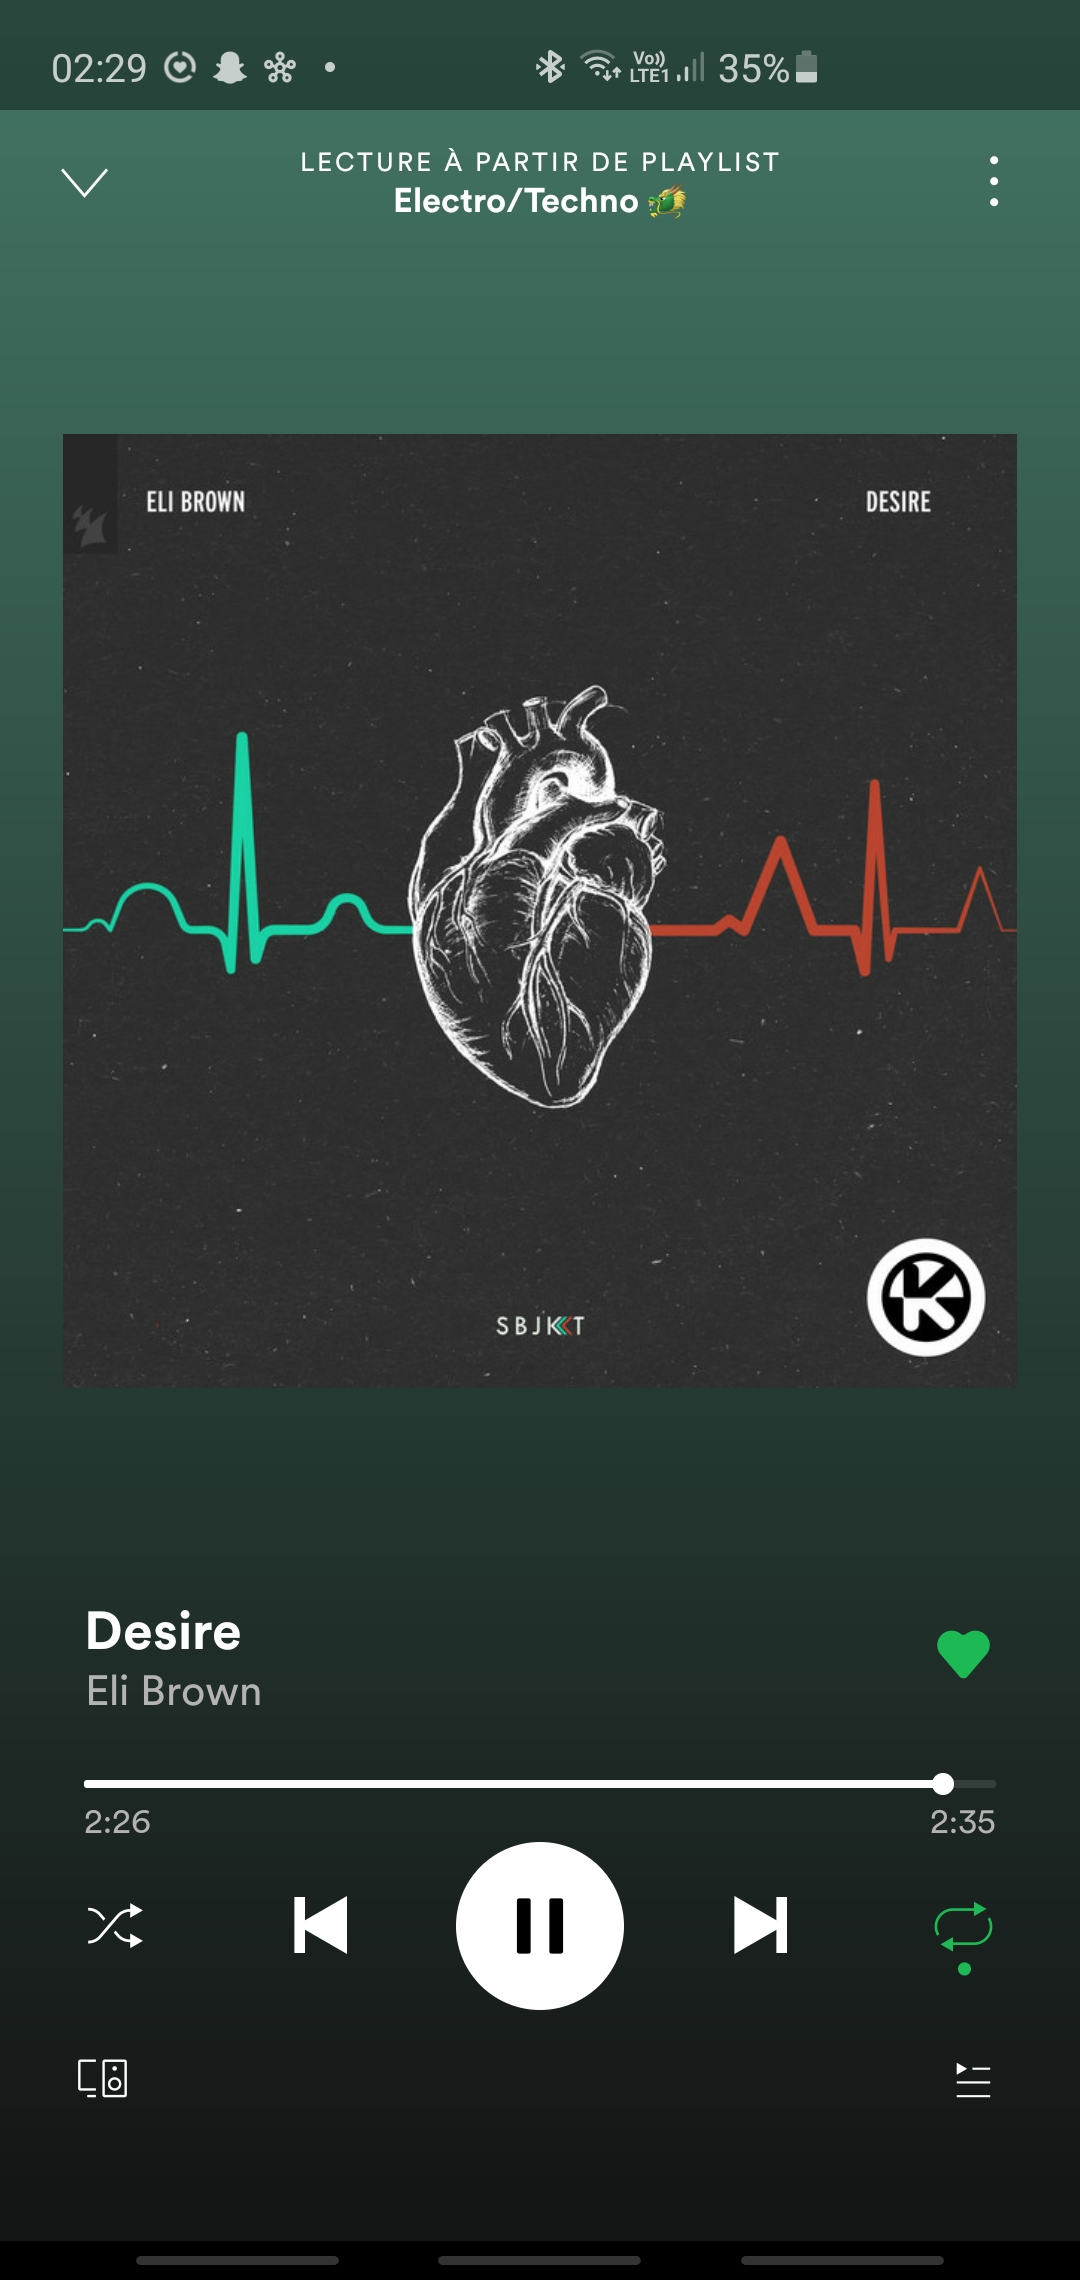 02:29 Vo)) LTE1 35%
LECTURE À PARTIR DE PLAYLIST
Electro/Techno 🐉
ELI BROWN DESIRE
SBJKT
K
Desire
Eli Brown
2:26 2:35